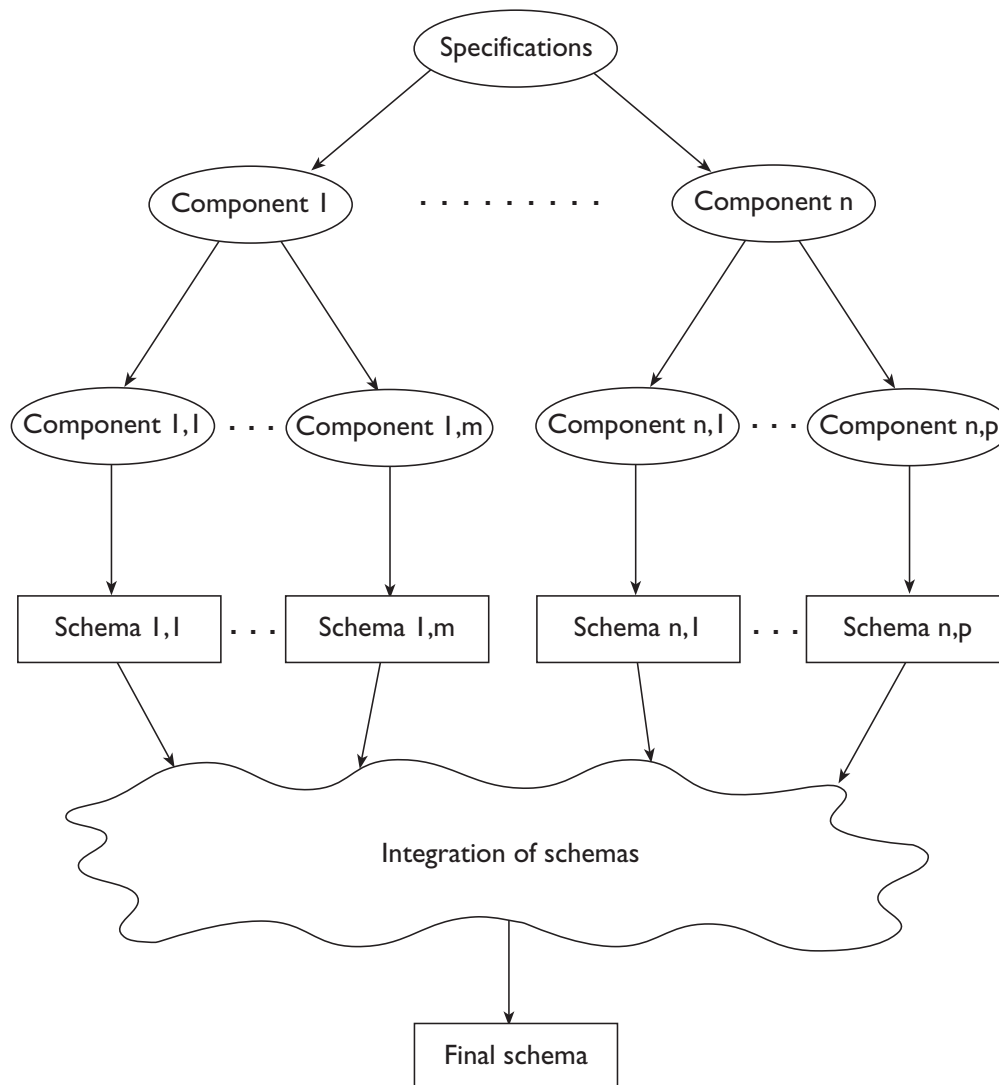 Specifications
Component 1
. . . . . . . . .
Component n
Component 1,1
. . .
Component 1,m
Component n,1
. . .
Component n,p
Schema 1,1
. . .
Schema 1,m
Schema n,1
. . .
Schema n,p
Integration of schemas
Final schema